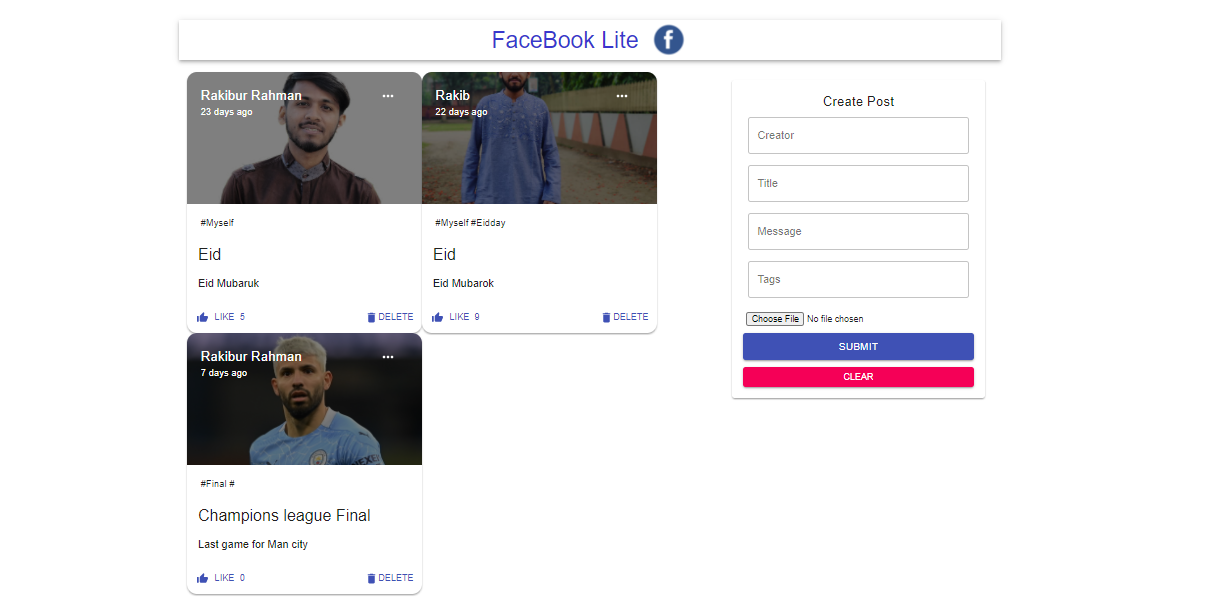 FaceBook Lite f
Rakibur Rahman
23 days ago
#Myself
Eid
Eid Mubaruk
LIKE 5 DELETE
Rakib
22 days ago
#Myself #Eidday
Eid
Eid Mubarok
LIKE 9 DELETE
Rakibur Rahman
7 days ago
#Final #
Champions league Final
Last game for Man city
LIKE 0 DELETE
Create Post
Creator
Title
Message
Tags
Choose File No file chosen
SUBMIT
CLEAR